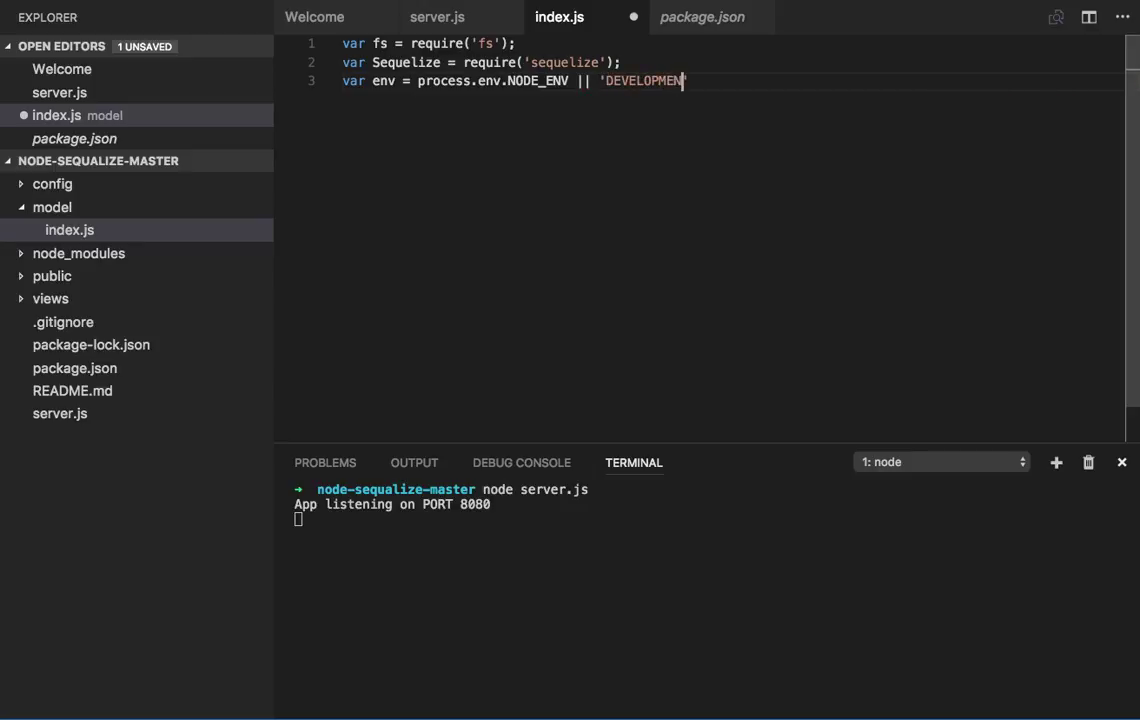 EXPLORER
Welcome server.js index.js package.json
OPEN EDITORS 1 UNSAVED
Welcome
server.js
index.js model
package.json
NODE-SEQUALIZE-MASTER
config
model
index.js
node_modules
public
views
.gitignore
package-lock.json
package.json
README.md
server.js
1 var fs = require('fs');
2 var Sequelize = require('sequelize');
3 var env = process.env.NODE_ENV || 'DEVELOPMEN'
PROBLEMS OUTPUT DEBUG CONSOLE TERMINAL 1: node
→ node-sequalize-master node server.js
App listening on PORT 8080